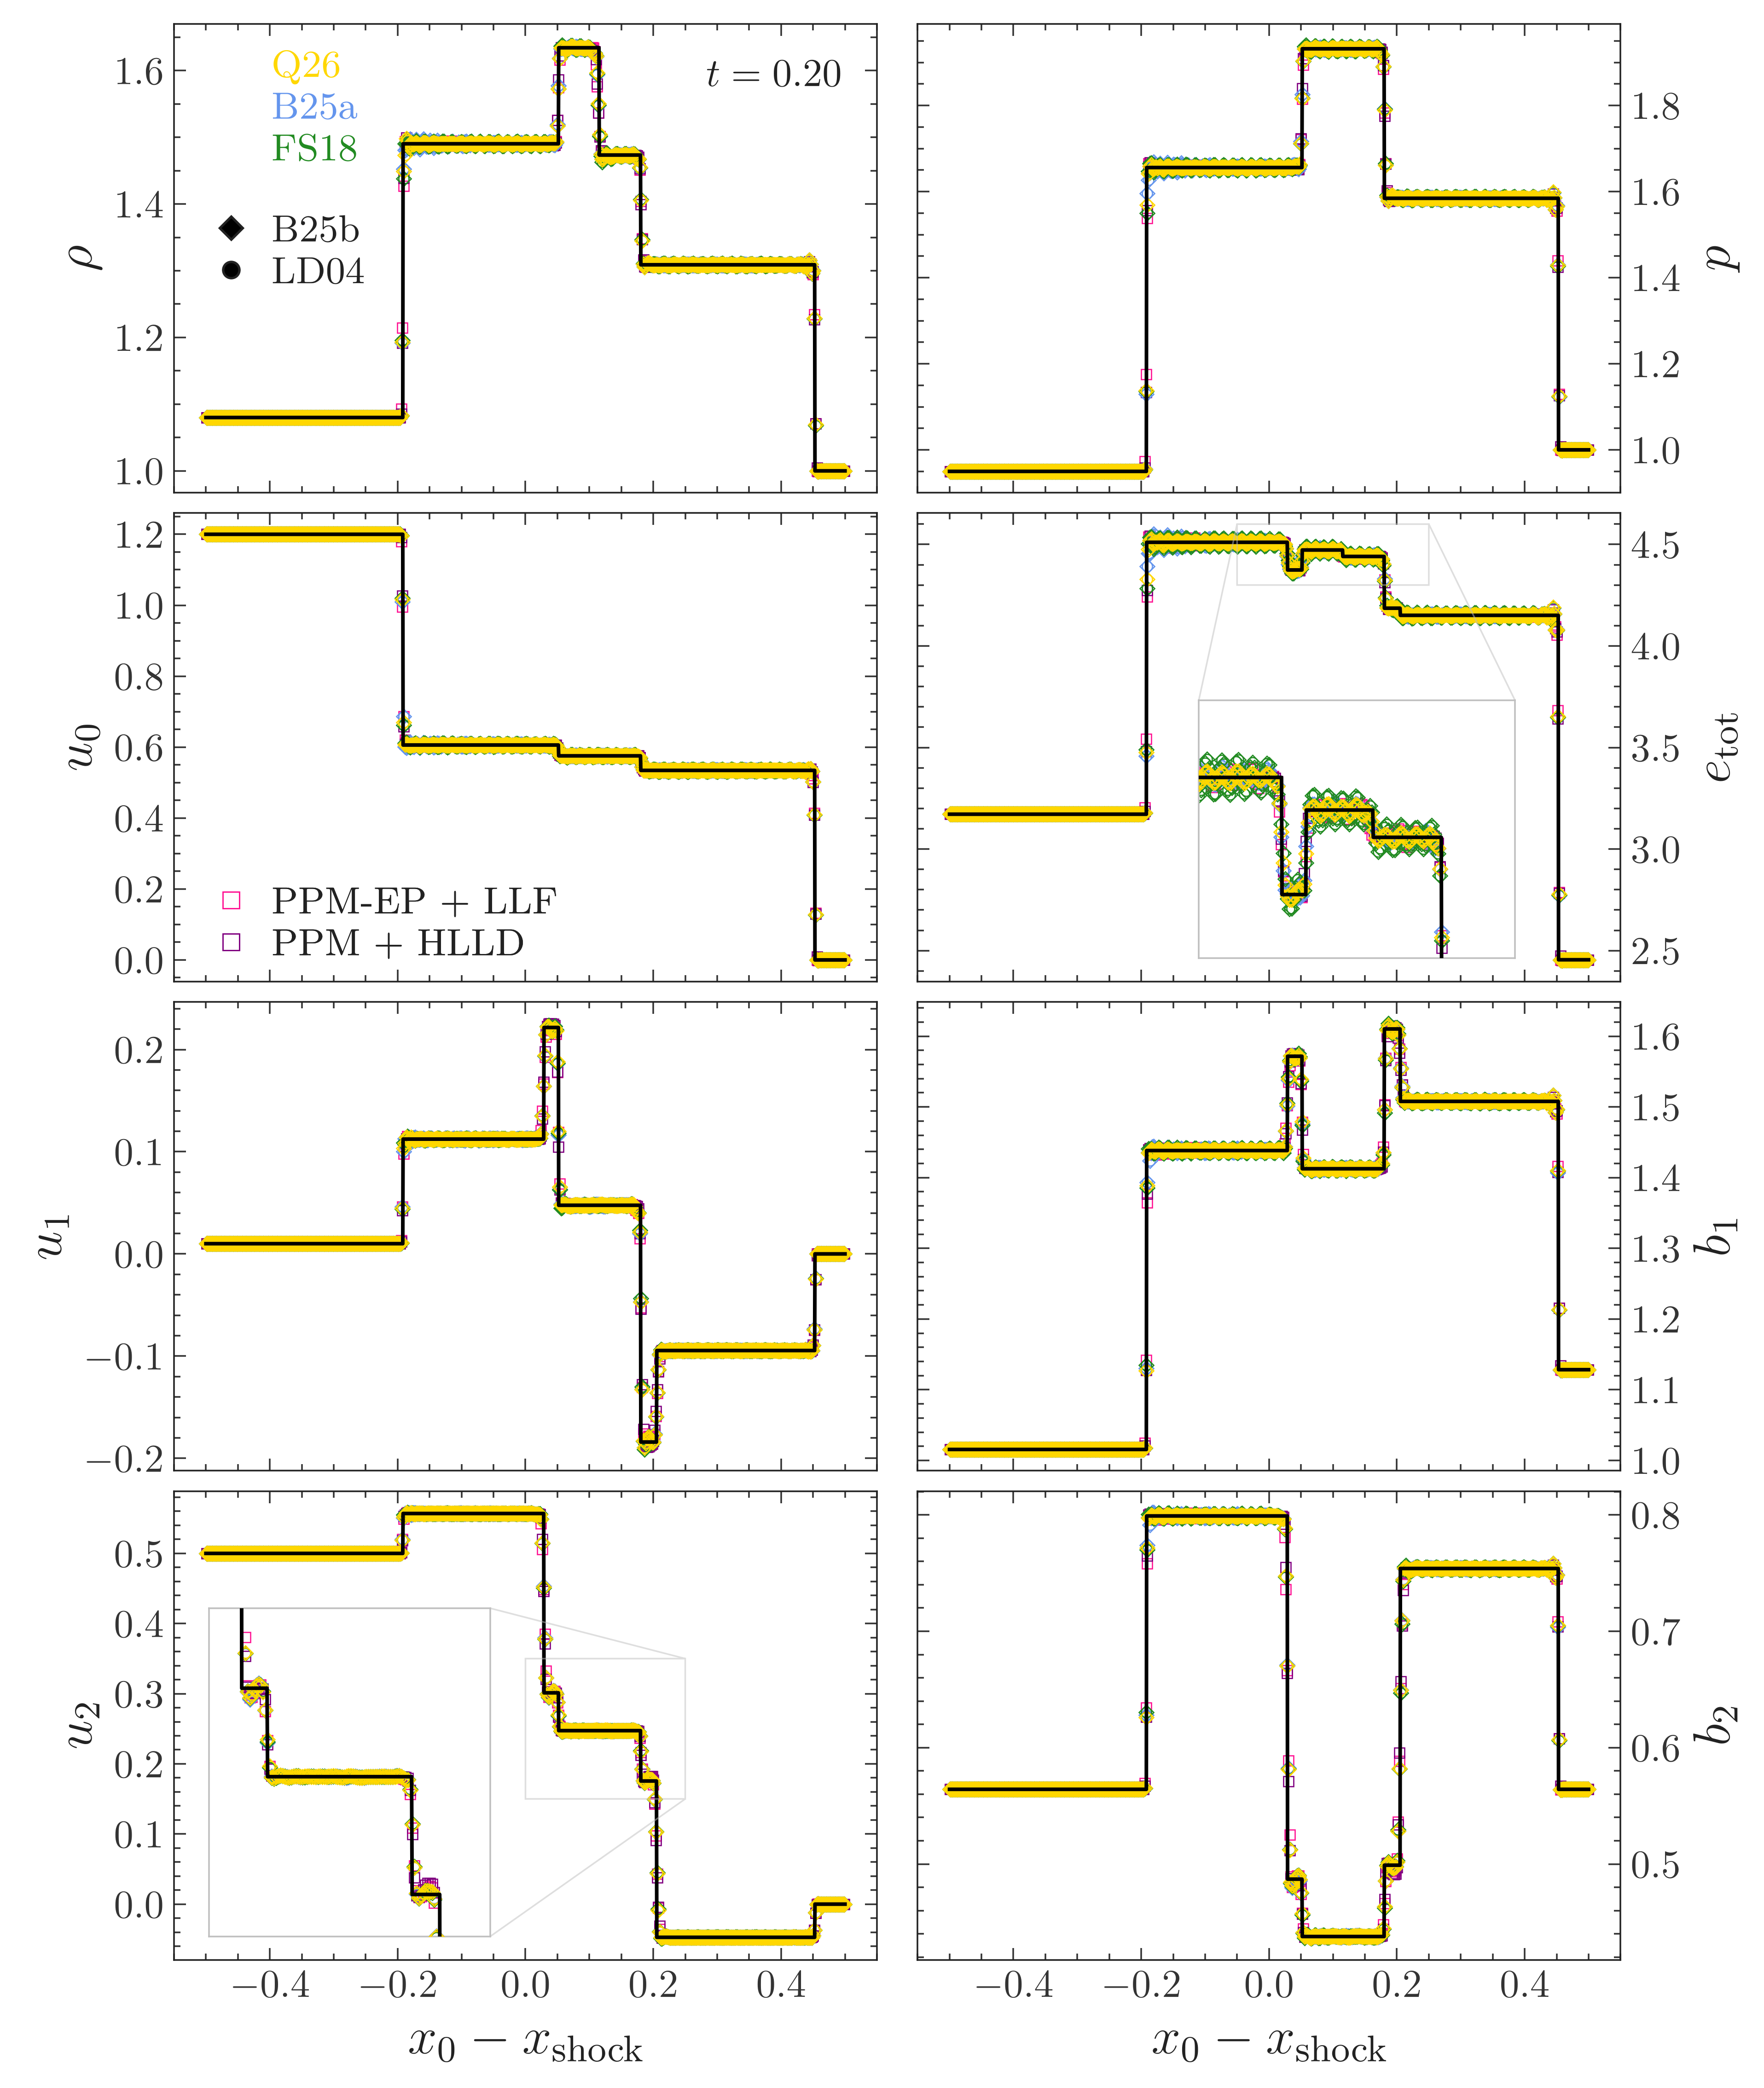 Q26
B25a
FS18
B25b
LD04
t = 0.20
ρ
1.6
1.4
1.2
1.0
p
1.8
1.6
1.4
1.2
1.0
u₀
1.2
1.0
0.8
0.6
0.4
0.2
0.0
PPM-EP + LLF
PPM + HLLD
e_tot
4.5
4.0
3.5
3.0
2.5
u₁
0.2
0.1
0.0
−0.1
−0.2
b₁
1.6
1.5
1.4
1.3
1.2
1.1
1.0
u₂
0.5
0.4
0.3
0.2
0.1
0.0
b₂
0.8
0.7
0.6
0.5
−0.4 −0.2 0.0 0.2 0.4
−0.4 −0.2 0.0 0.2 0.4
x₀ − x_shock
x₀ − x_shock